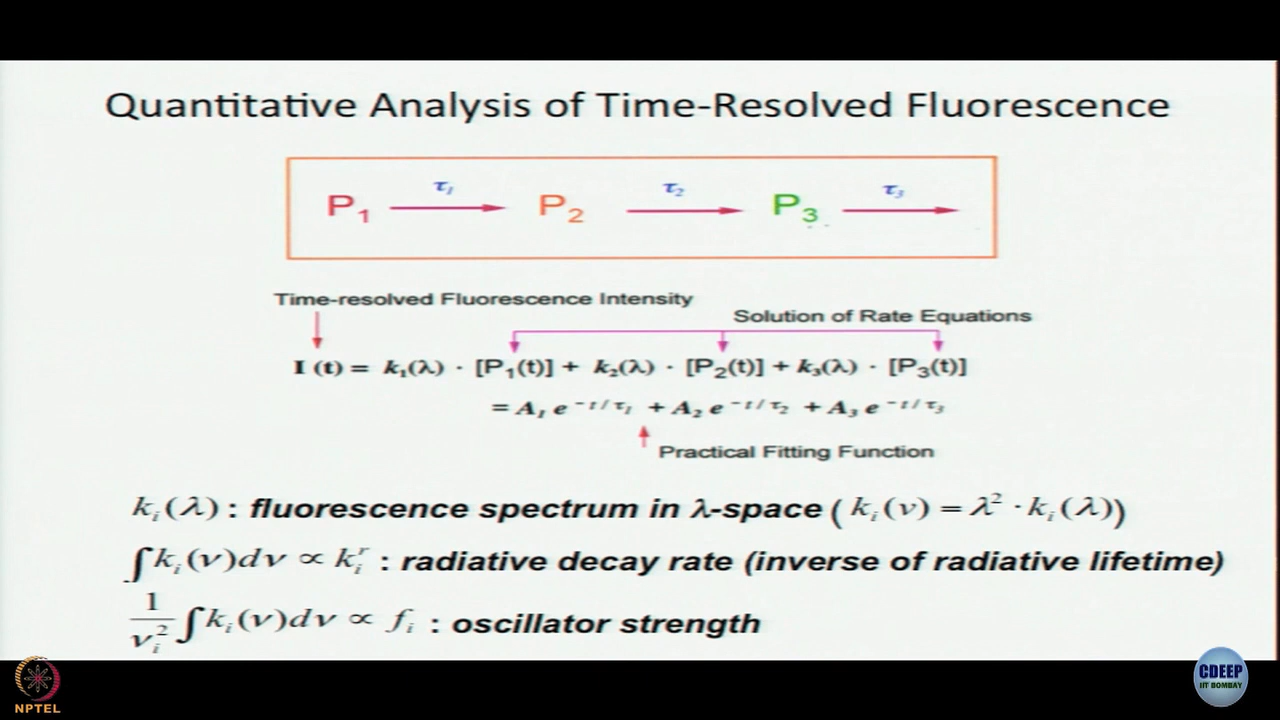 Quantitative Analysis of Time-Resolved Fluorescence
P₁ τ₁ P₂ τ₂ P₃ τ₃
Time-resolved Fluorescence Intensity
Solution of Rate Equations
I (t) = k₁(λ) · [P₁(t)] + k₂(λ) · [P₂(t)] + k₃(λ) · [P₃(t)]
= A₁ e^(−t/τ₁) + A₂ e^(−t/τ₂) + A₃ e^(−t/τ₃)
Practical Fitting Function
kᵢ(λ) : fluorescence spectrum in λ-space ( kᵢ(ν) = λ² · kᵢ(λ))
∫kᵢ(ν)dν ∝ kᵢʳ : radiative decay rate (inverse of radiative lifetime)
1/νᵢ² ∫kᵢ(ν)dν ∝ fᵢ : oscillator strength
NPTEL
CDEEP
IIT BOMBAY